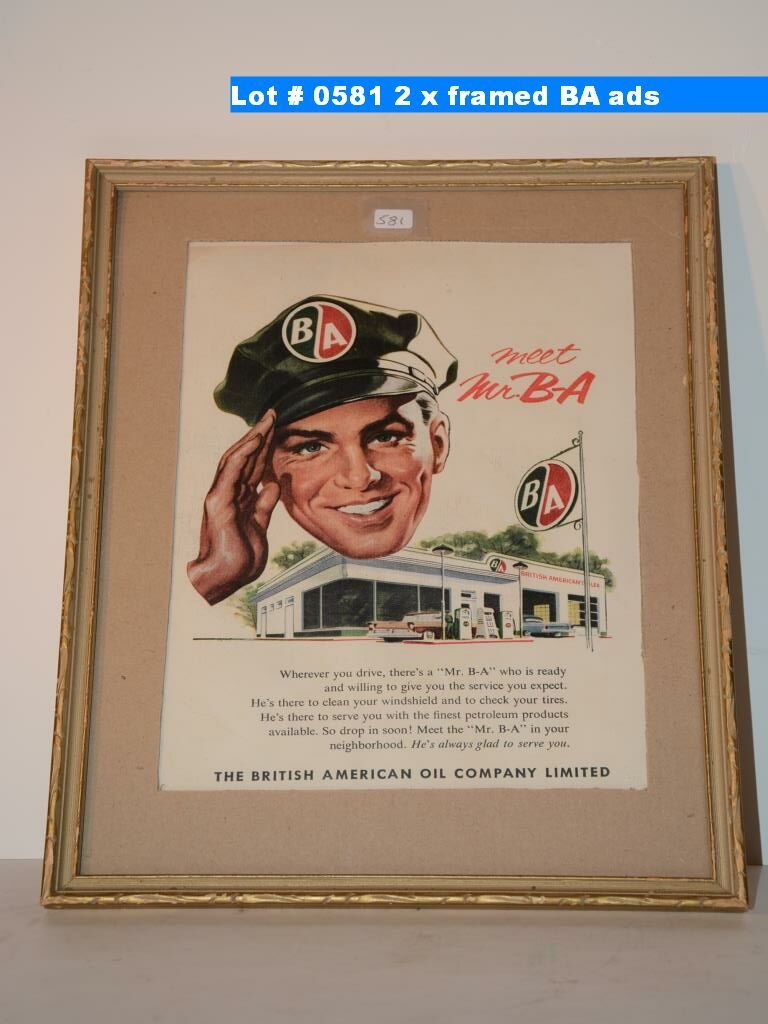 Lot # 0581 2 x framed BA ads
581
BA
meet
Mr. B-A
BA
BA
BRITISH AMERICAN
Wherever you drive, there's a "Mr. B-A" who is ready
and willing to give you the service you expect.
He's there to clean your windshield and to check your tires.
He's there to serve you with the finest petroleum products
available. So drop in soon! Meet the "Mr. B-A" in your
neighborhood. He's always glad to serve you.
THE BRITISH AMERICAN OIL COMPANY LIMITED